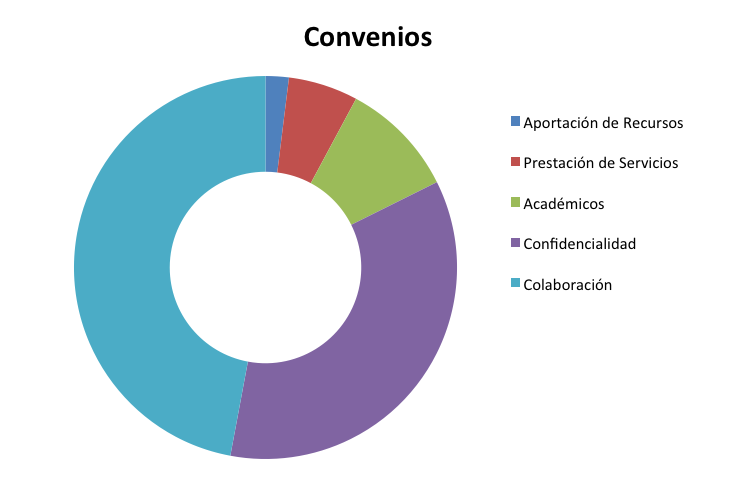 Convenios
Aportación de Recursos
Prestación de Servicios
Académicos
Confidencialidad
Colaboración